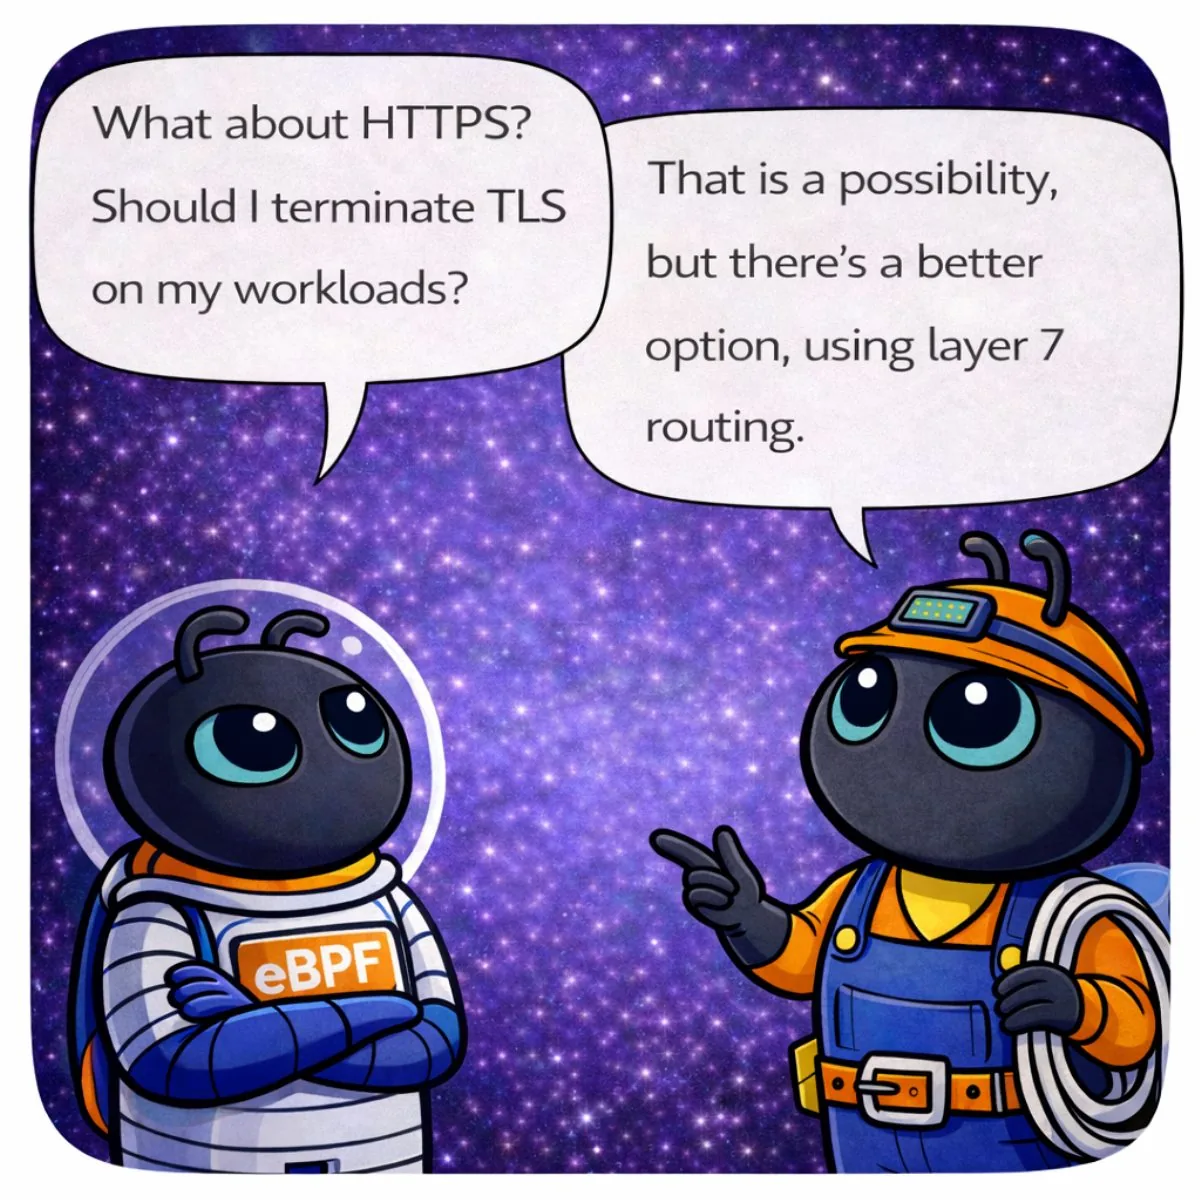 What about HTTPS?
Should I terminate TLS
on my workloads?
That is a possibility,
but there’s a better
option, using layer 7
routing.
eBPF